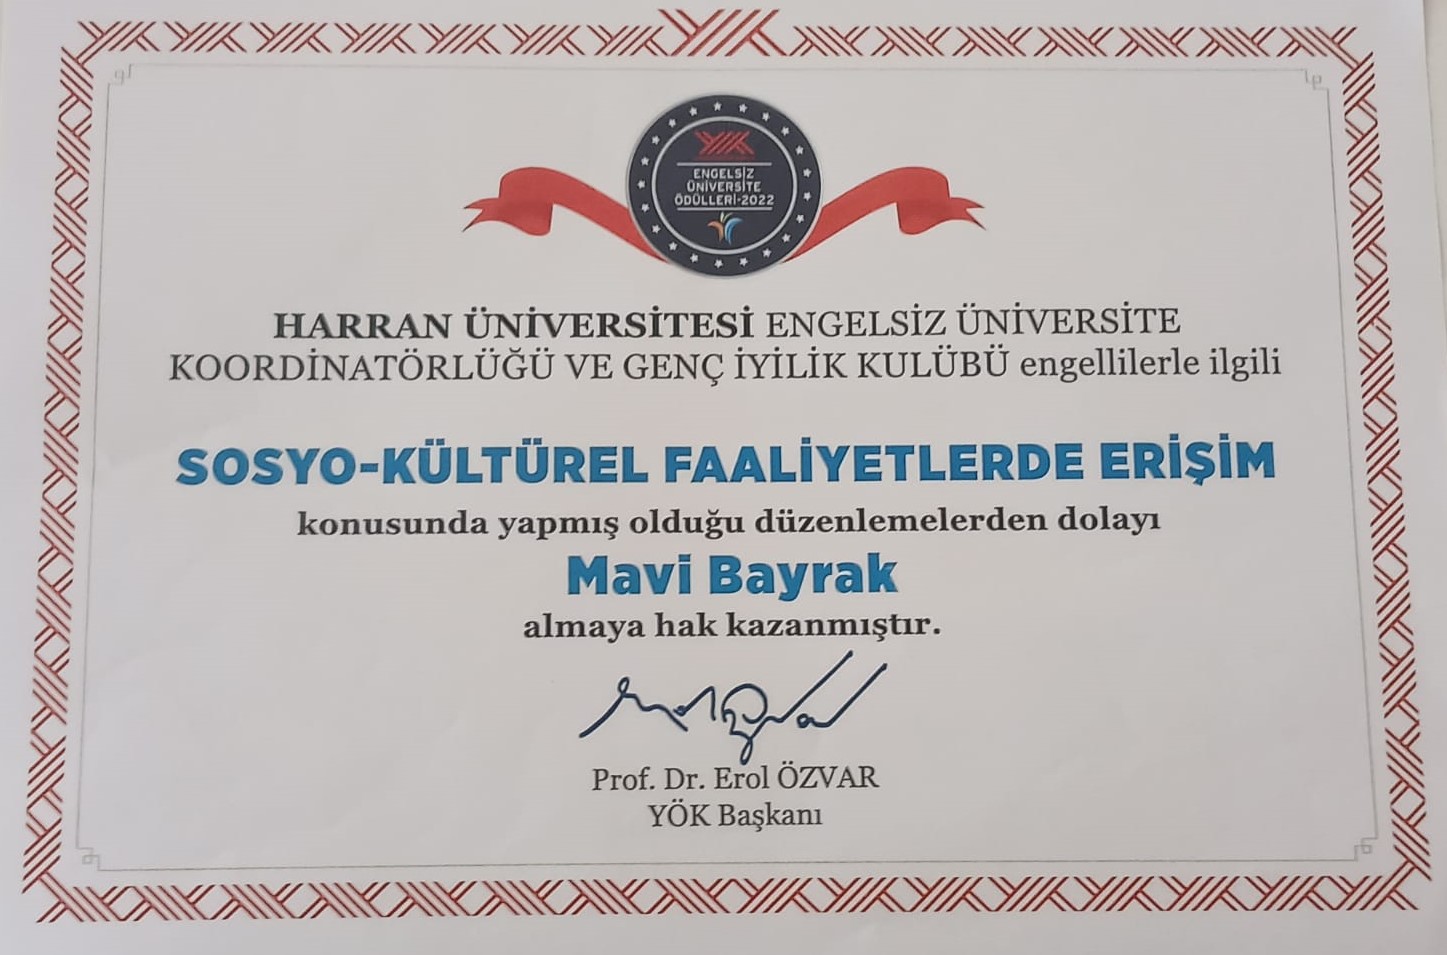 ENGELSİZ
ÜNİVERSİTE
ÖDÜLLERİ-2022
HARRAN ÜNİVERSİTESİ ENGELSİZ ÜNİVERSİTE
KOORDİNATÖRLÜĞÜ VE GENÇ İYİLİK KULÜBÜ engellilerle ilgili
SOSYO-KÜLTÜREL FAALİYETLERDE ERİŞİM
konusunda yapmış olduğu düzenlemelerden dolayı
Mavi Bayrak
almaya hak kazanmıştır.
Prof. Dr. Erol ÖZVAR
YÖK Başkanı